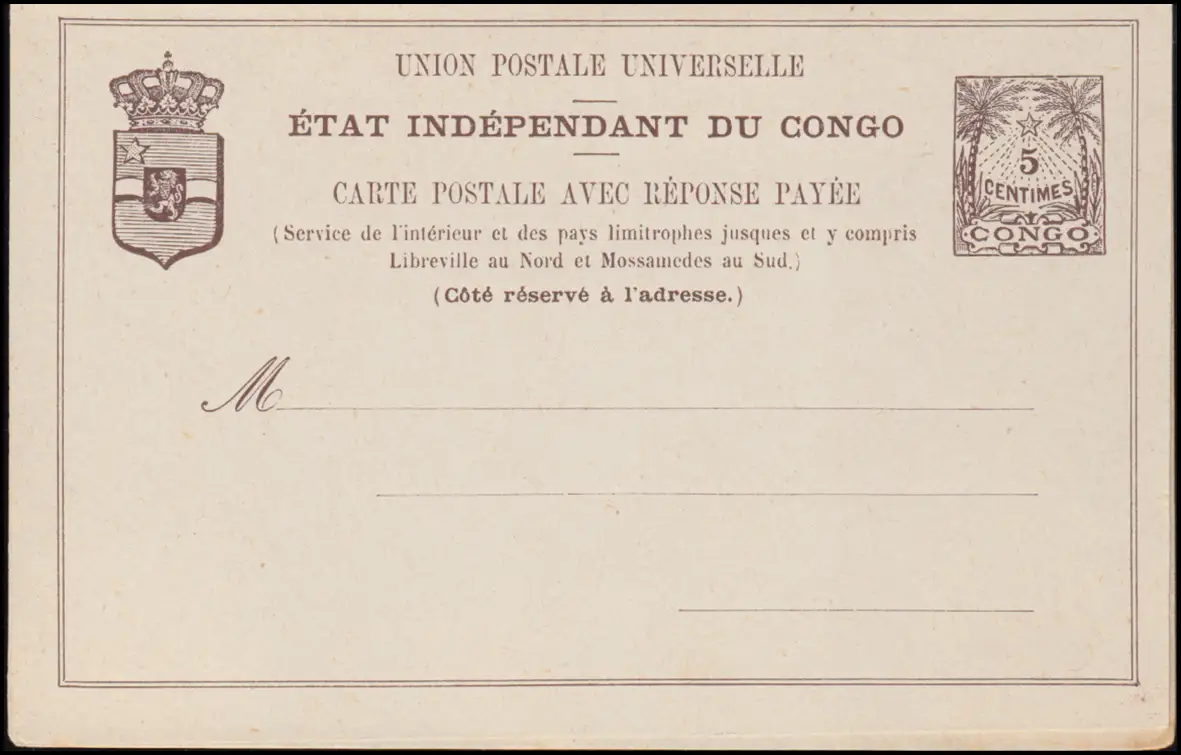 UNION POSTALE UNIVERSELLE
ÉTAT INDÉPENDANT DU CONGO
CARTE POSTALE AVEC RÉPONSE PAYÉE
(Service de l'intérieur et des pays limitrophes jusques et y compris
Libreville au Nord et Mossamedes au Sud.)
(Côté réservé à l'adresse.)
5
CENTIMES
CONGO
M